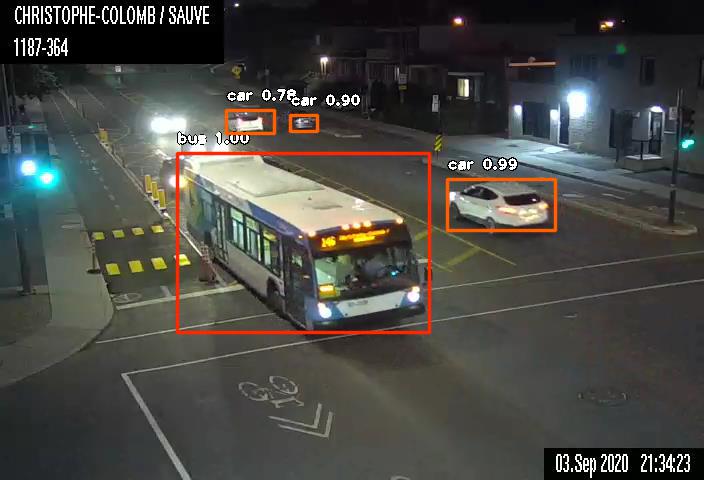 CHRISTOPHE-COLOMB / SAUVE
1187-364
car 0.78
car 0.90
bus 1.00
car 0.99
146
03.Sep 2020 21:34:23